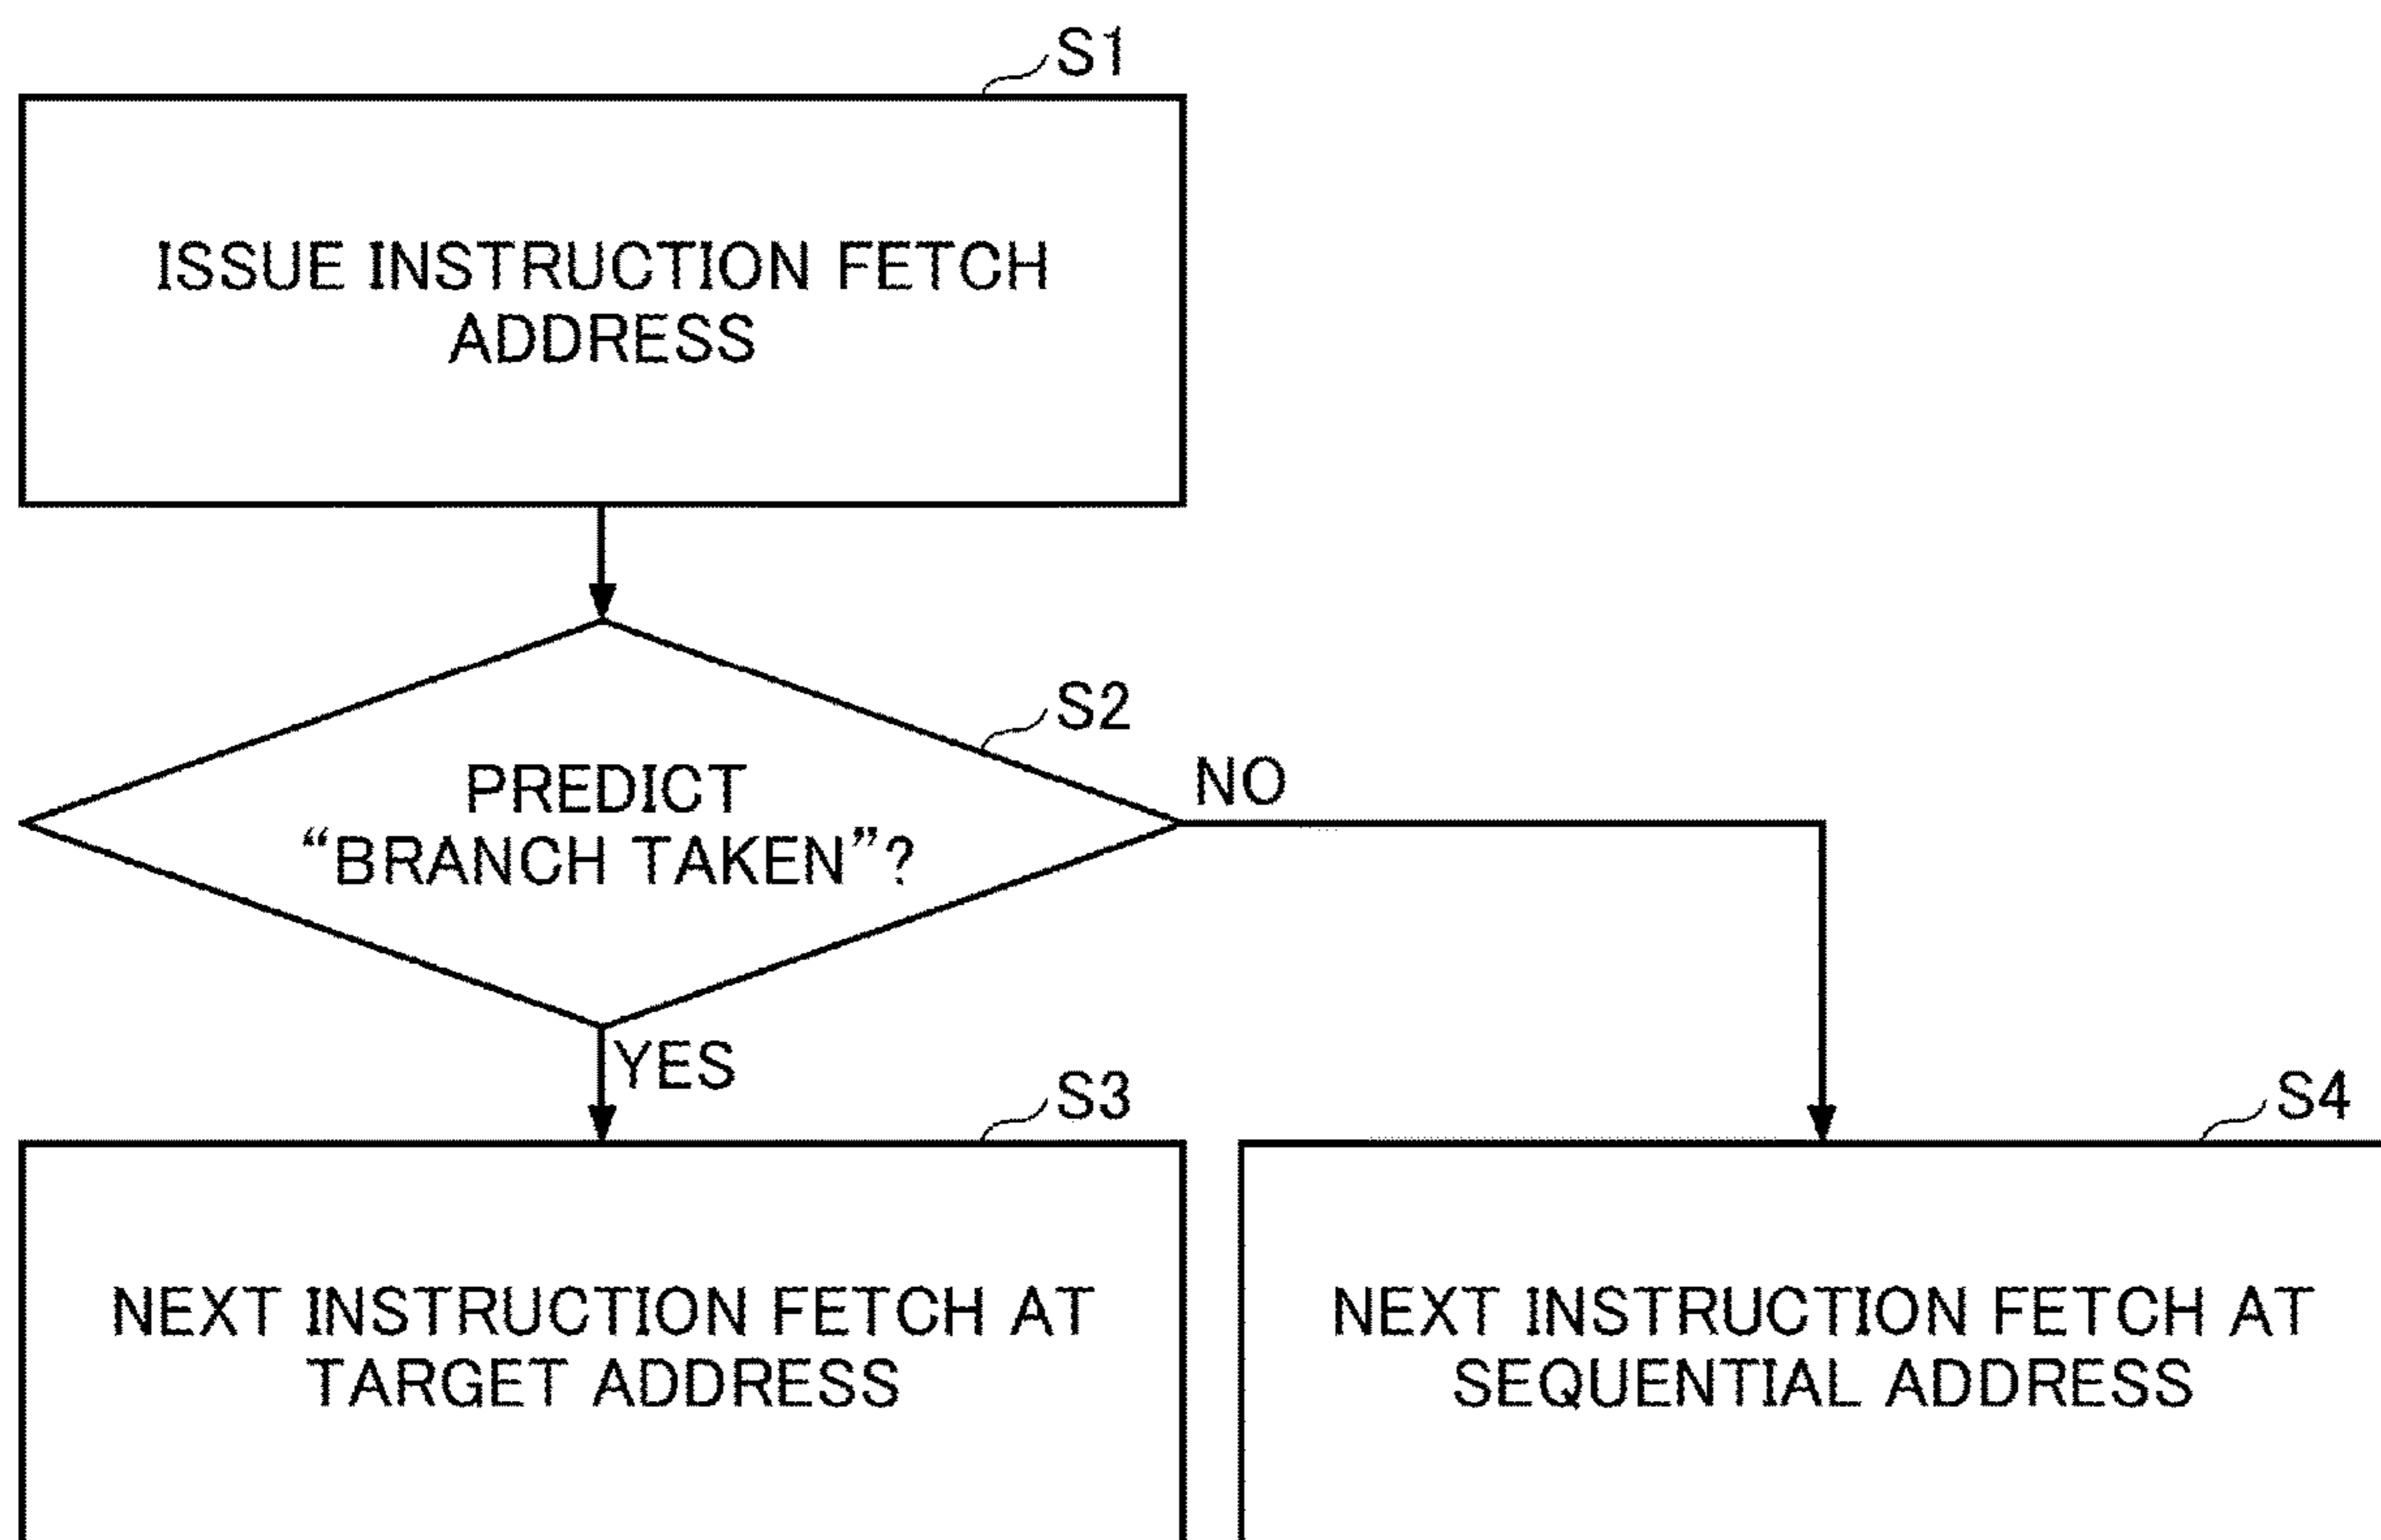 S1
ISSUE INSTRUCTION FETCH
ADDRESS
S2
PREDICT
“BRANCH TAKEN”?
NO
YES
S3
NEXT INSTRUCTION FETCH AT
TARGET ADDRESS
S4
NEXT INSTRUCTION FETCH AT
SEQUENTIAL ADDRESS